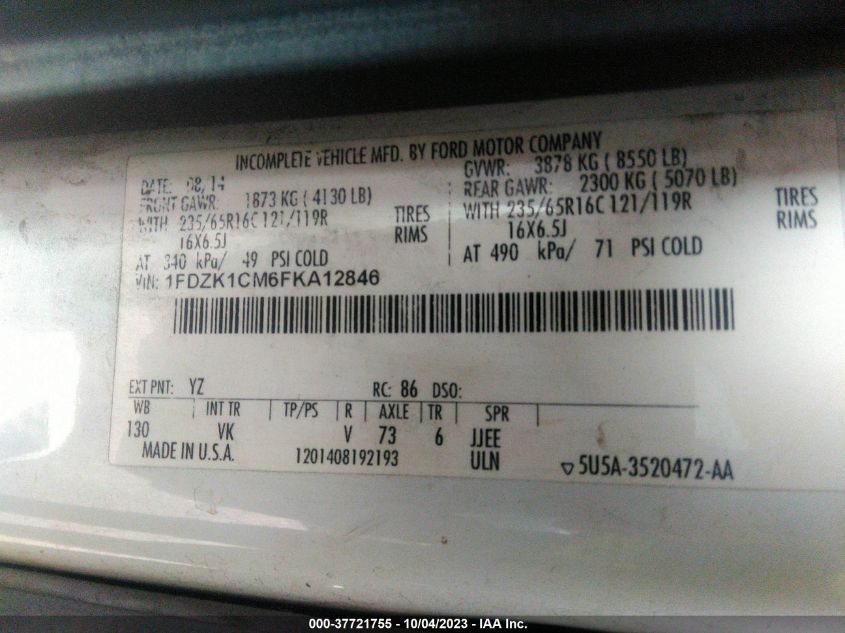 INCOMPLETE VEHICLE MFD. BY FORD MOTOR COMPANY
DATE: 08/14 GVWR: 3878 KG ( 8550 LB)
FRONT GAWR: 1873 KG ( 4130 LB) REAR GAWR: 2300 KG ( 5070 LB)
WITH 235/65R16C 121/119R TIRES WITH 235/65R16C 121/119R TIRES
16X6.5J RIMS 16X6.5J RIMS
AT 340 kPa/ 49 PSI COLD AT 490 kPa/ 71 PSI COLD
VIN: 1FDZK1CM6FKA12846
EXT PNT: YZ RC: 86 DSO:
WB INT TR TP/PS R AXLE TR SPR
130 VK V 73 6 JJEE
MADE IN U.S.A. 1201408192193 ULN ▽ 5U5A-3520472-AA
000-37721755 - 10/04/2023 - IAA Inc.